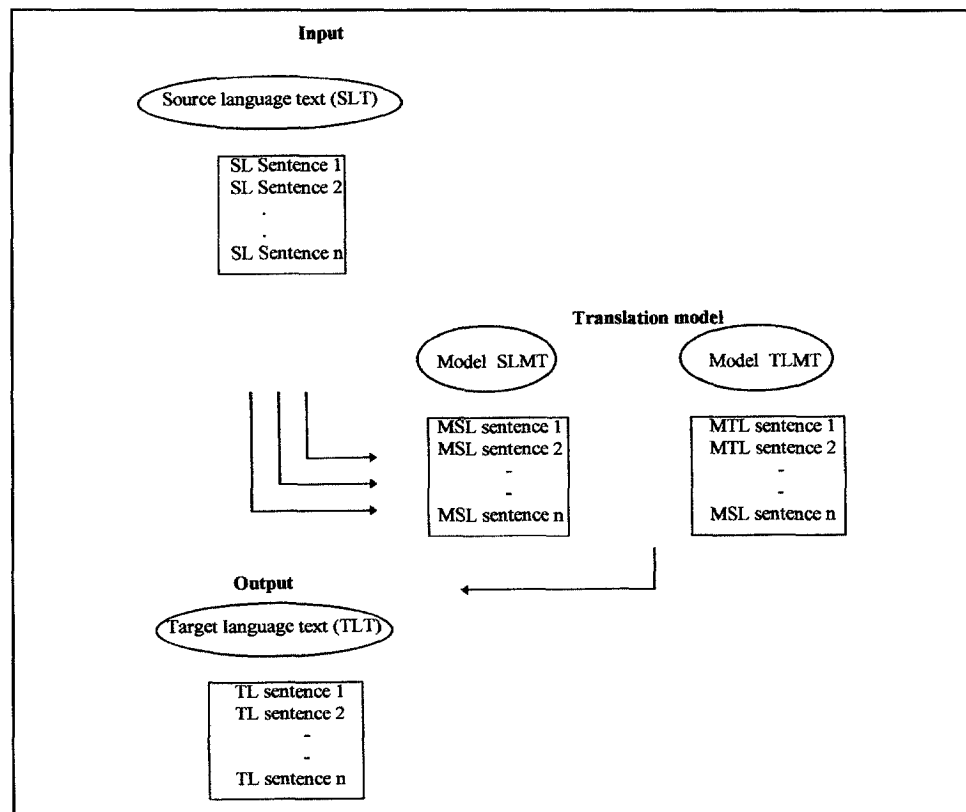 Input
Source language text (SLT)
SL Sentence 1
SL Sentence 2
.
.
SL Sentence n
Translation model
Model SLMT
Model TLMT
MSL sentence 1
MSL sentence 2
-
-
MSL sentence n
MTL sentence 1
MTL sentence 2
-
-
MSL sentence n
Output
Target language text (TLT)
TL sentence 1
TL sentence 2
-
-
TL sentence n